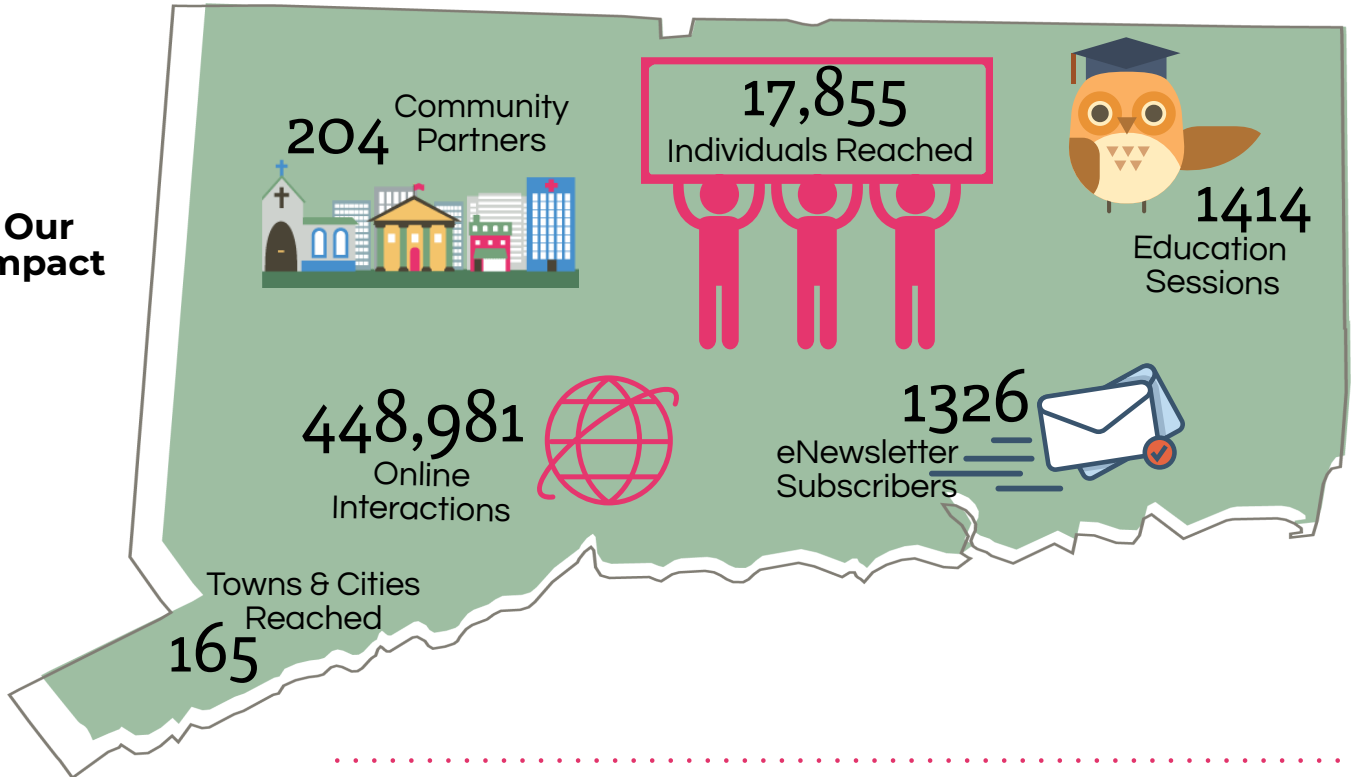 Our
mpact
204
Community
Partners
17,855
Individuals Reached
1414
Education
Sessions
448,981
Online
Interactions
1326
eNewsletter
Subscribers
Towns & Cities
Reached
165